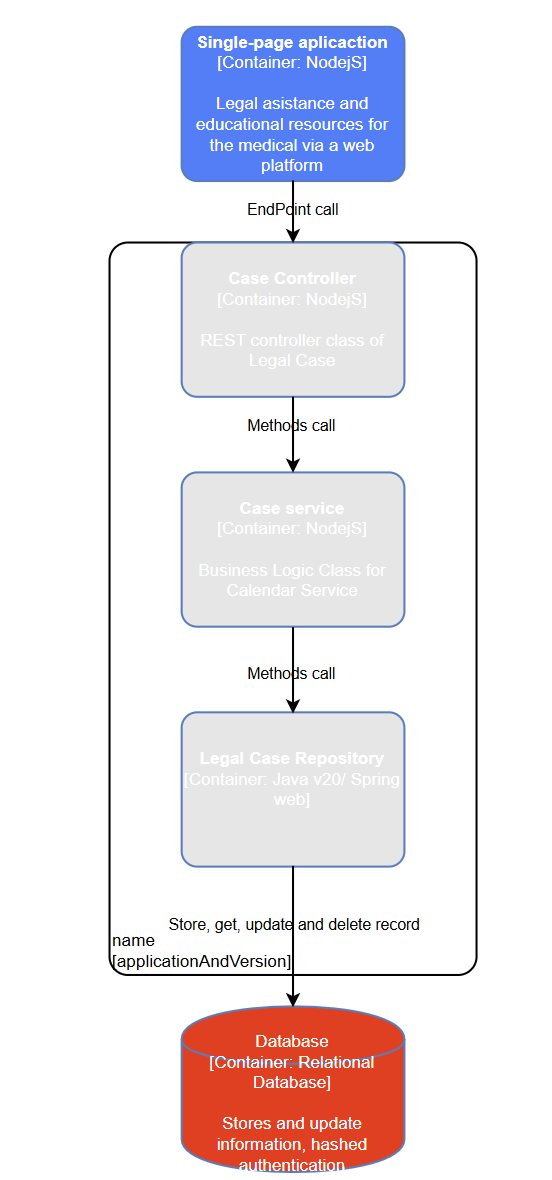 Single-page aplicaction
[Container: NodejS]
Legal asistance and
educational resources for
the medical via a web
platform
EndPoint call
Case Controller
[Container: NodejS]
REST controller class of
Legal Case
Methods call
Case service
[Container: NodejS]
Business Logic Class for
Calendar Service
Methods call
Legal Case Repository
[Container: Java v20/ Spring
web]
Store, get, update and delete record
name
[applicationAndVersion]
Database
[Container: Relational
Database]
Stores and update
information, hashed
authentication